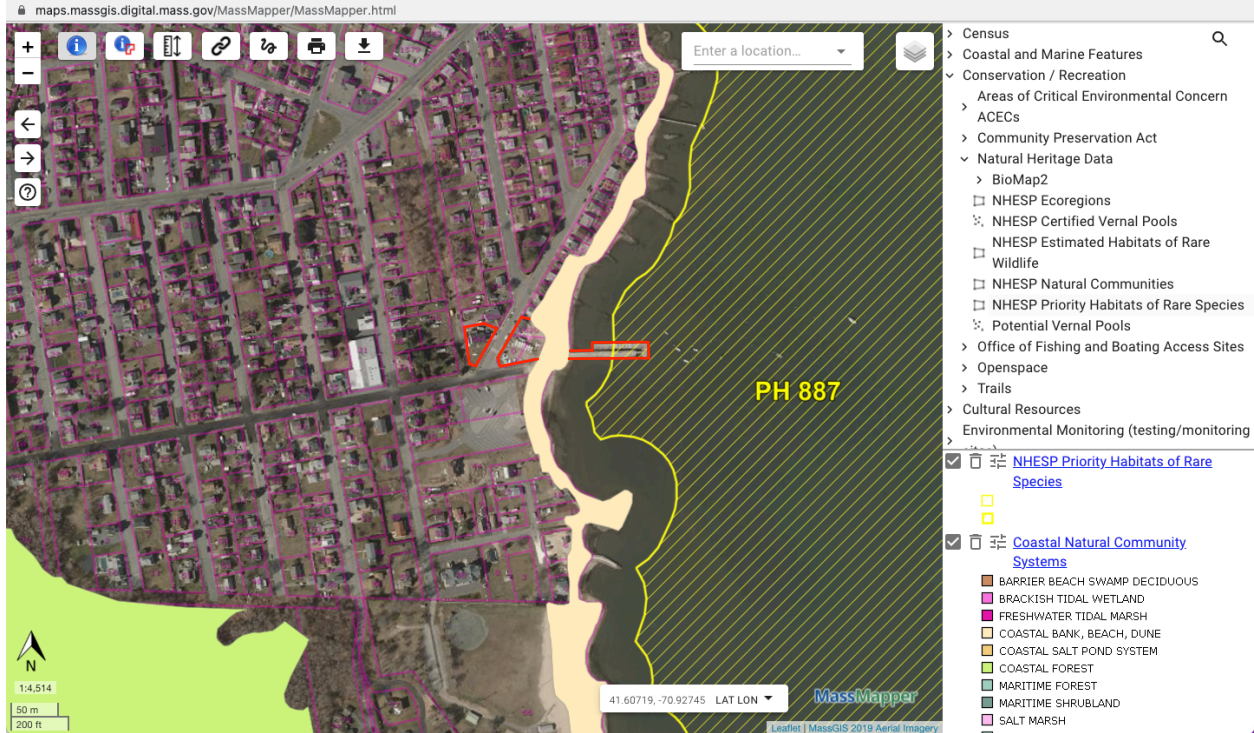 maps.massgis.digital.mass.gov/MassMapper/MassMapper.html
Enter a location...
Census
Coastal and Marine Features
Conservation / Recreation
Areas of Critical Environmental Concern
ACECs
Community Preservation Act
Natural Heritage Data
BioMap2
NHESP Ecoregions
NHESP Certified Vernal Pools
NHESP Estimated Habitats of Rare
Wildlife
NHESP Natural Communities
NHESP Priority Habitats of Rare Species
Potential Vernal Pools
Office of Fishing and Boating Access Sites
Openspace
Trails
Cultural Resources
Environmental Monitoring (testing/monitoring
PH 887
NHESP Priority Habitats of Rare
Species
Coastal Natural Community
Systems
BARRIER BEACH SWAMP DECIDUOUS
BRACKISH TIDAL WETLAND
FRESHWATER TIDAL MARSH
COASTAL BANK, BEACH, DUNE
COASTAL SALT POND SYSTEM
COASTAL FOREST
MARITIME FOREST
MARITIME SHRUBLAND
SALT MARSH
N
1:4,514
50 m
200 ft
41.60719, -70.92745 LAT LON
MassMapper
Leaflet | MassGIS 2019 Aerial Imagery